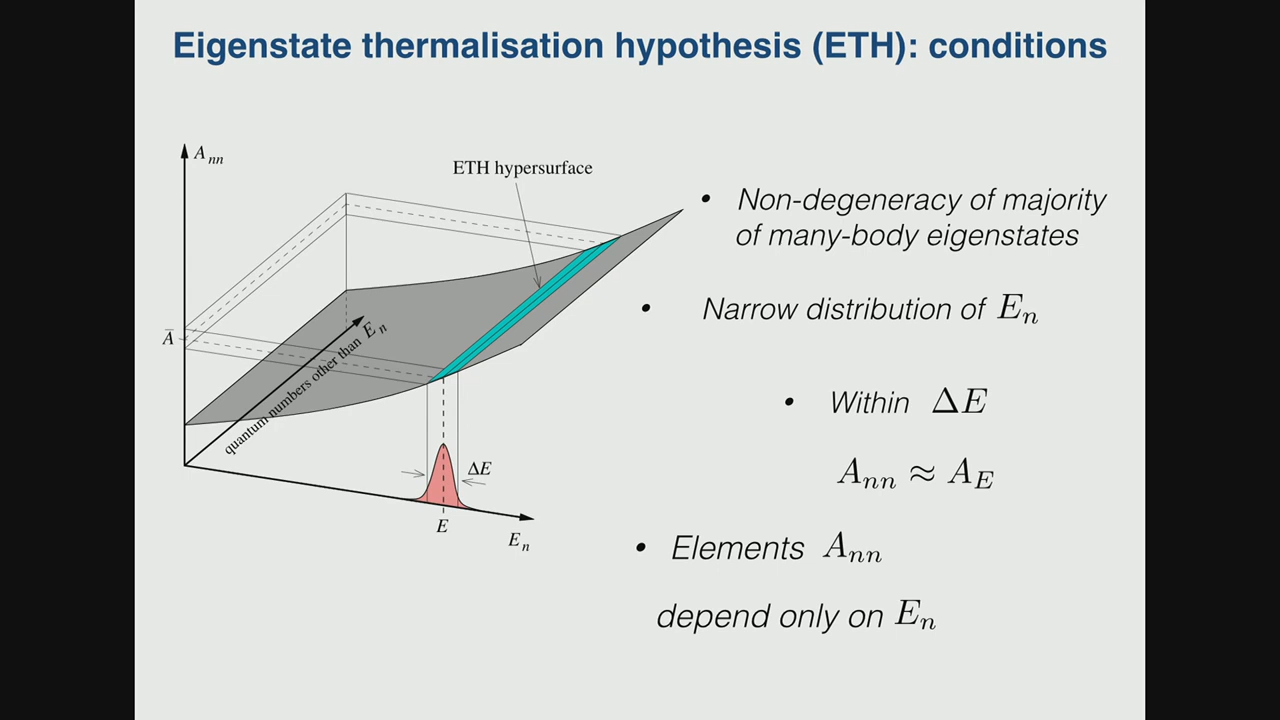 Eigenstate thermalisation hypothesis (ETH): conditions
A_nn
ETH hypersurface
Ā
quantum numbers other than E_n
ΔE
E
E_n
• Non-degeneracy of majority
of many-body eigenstates
• Narrow distribution of E_n
• Within ΔE
A_nn ≈ A_E
• Elements A_nn
depend only on E_n